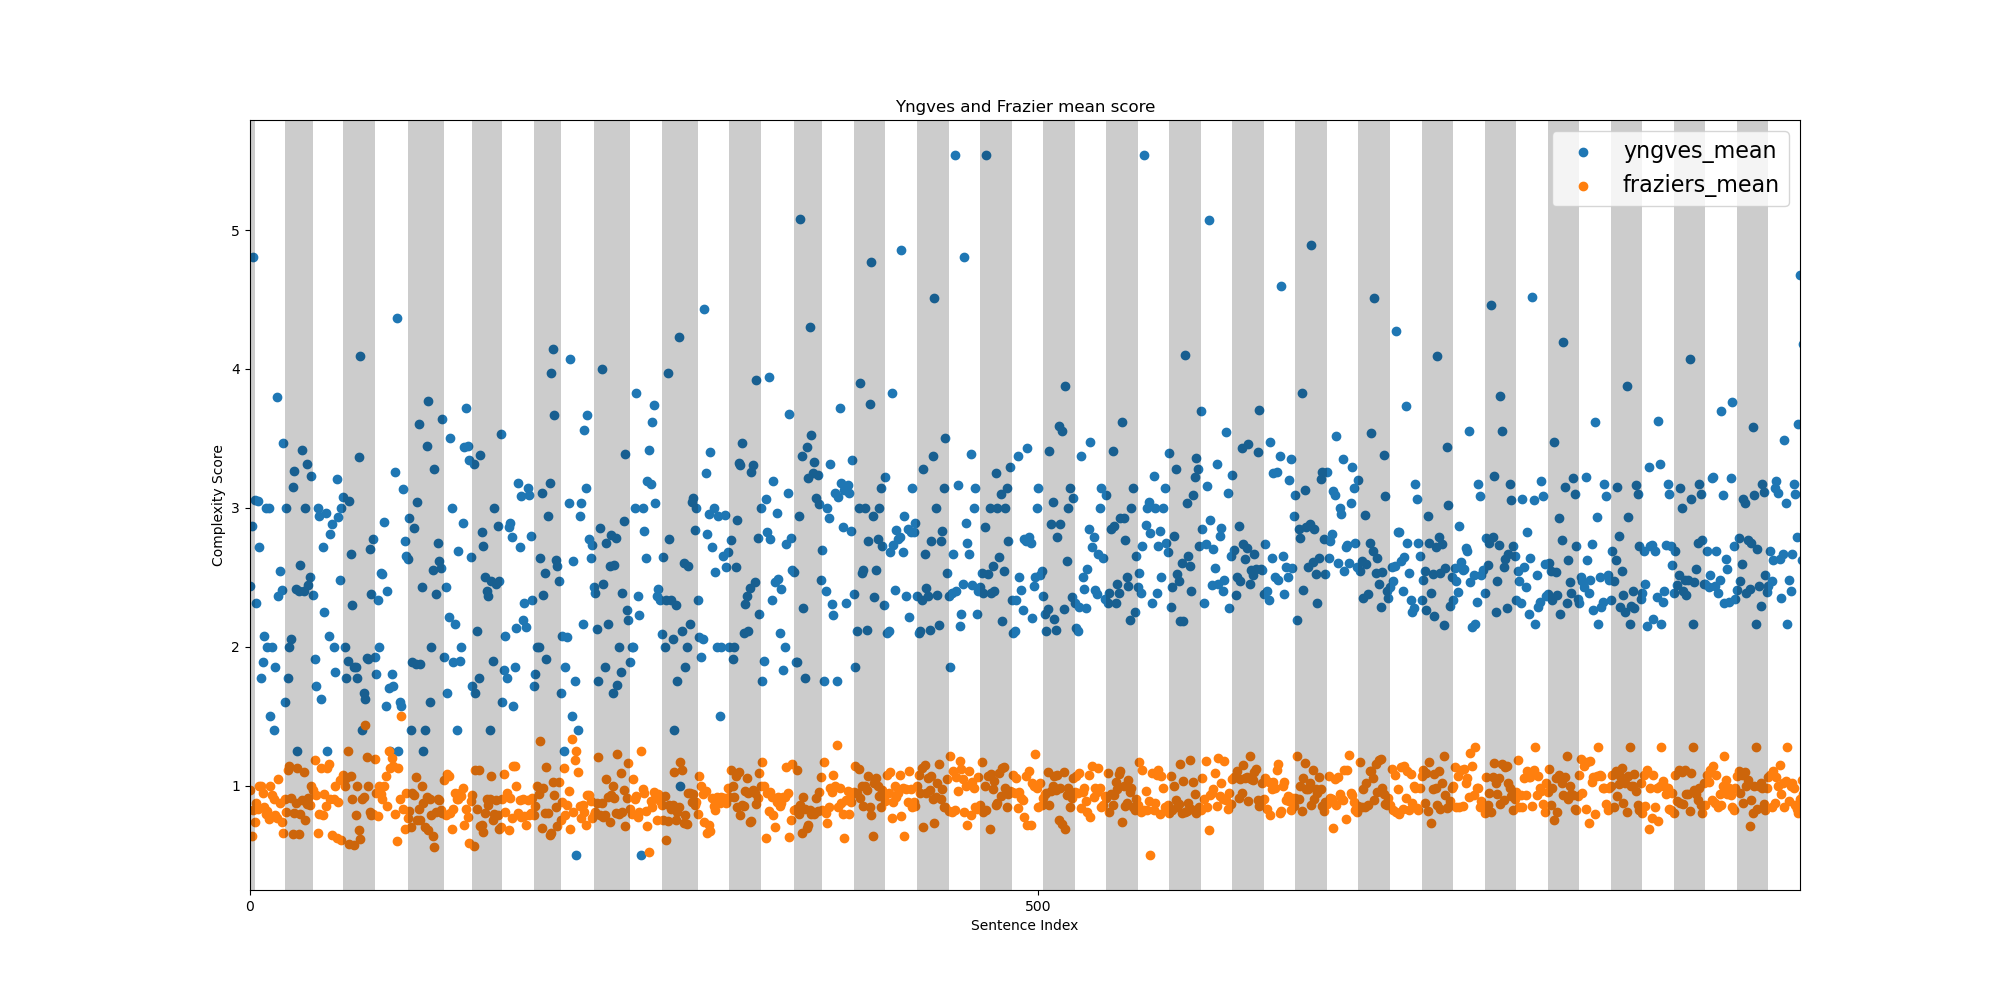 Yngves and Frazier mean score
yngves_mean
fraziers_mean
5
4
3
2
1
Complexity Score
0
500
Sentence Index